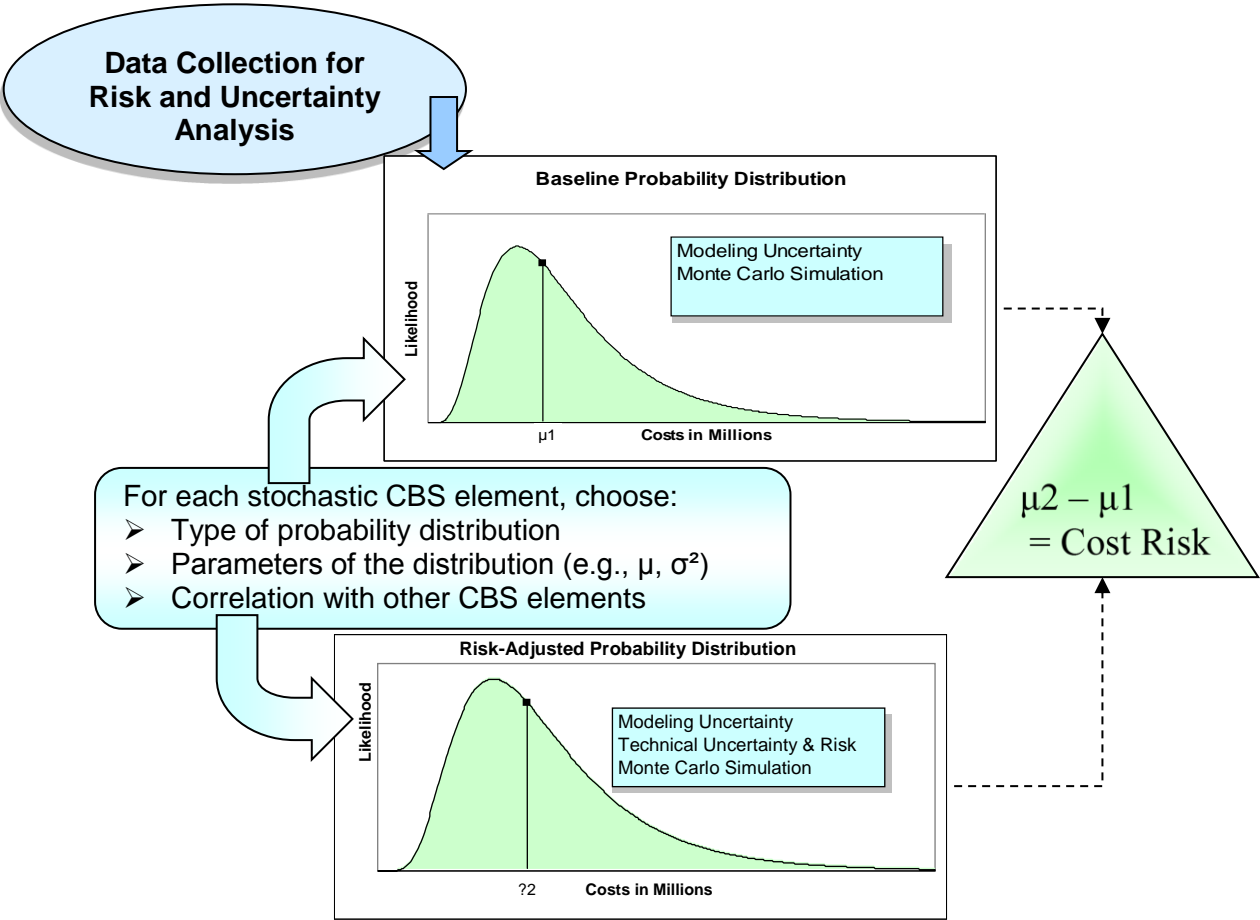 Data Collection for
Risk and Uncertainty
Analysis
Baseline Probability Distribution
Modeling Uncertainty
Monte Carlo Simulation
Likelihood
µ1
Costs in Millions
For each stochastic CBS element, choose:
➢ Type of probability distribution
➢ Parameters of the distribution (e.g., µ, σ²)
➢ Correlation with other CBS elements
µ2 – µ1
= Cost Risk
Risk-Adjusted Probability Distribution
Modeling Uncertainty
Technical Uncertainty & Risk
Monte Carlo Simulation
Likelihood
?2
Costs in Millions